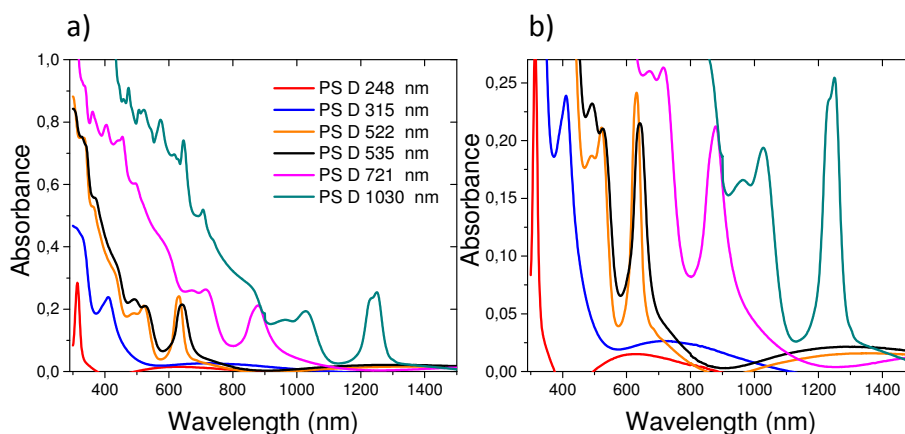 a)
1,0
0,8
0,6
0,4
0,2
0,0
Absorbance
400 600 800 1000 1200 1400
Wavelength (nm)
PS D 248 nm
PS D 315 nm
PS D 522 nm
PS D 535 nm
PS D 721 nm
PS D 1030 nm
b)
0,25
0,20
0,15
0,10
0,05
0,00
Absorbance
400 600 800 1000 1200 1400
Wavelength (nm)